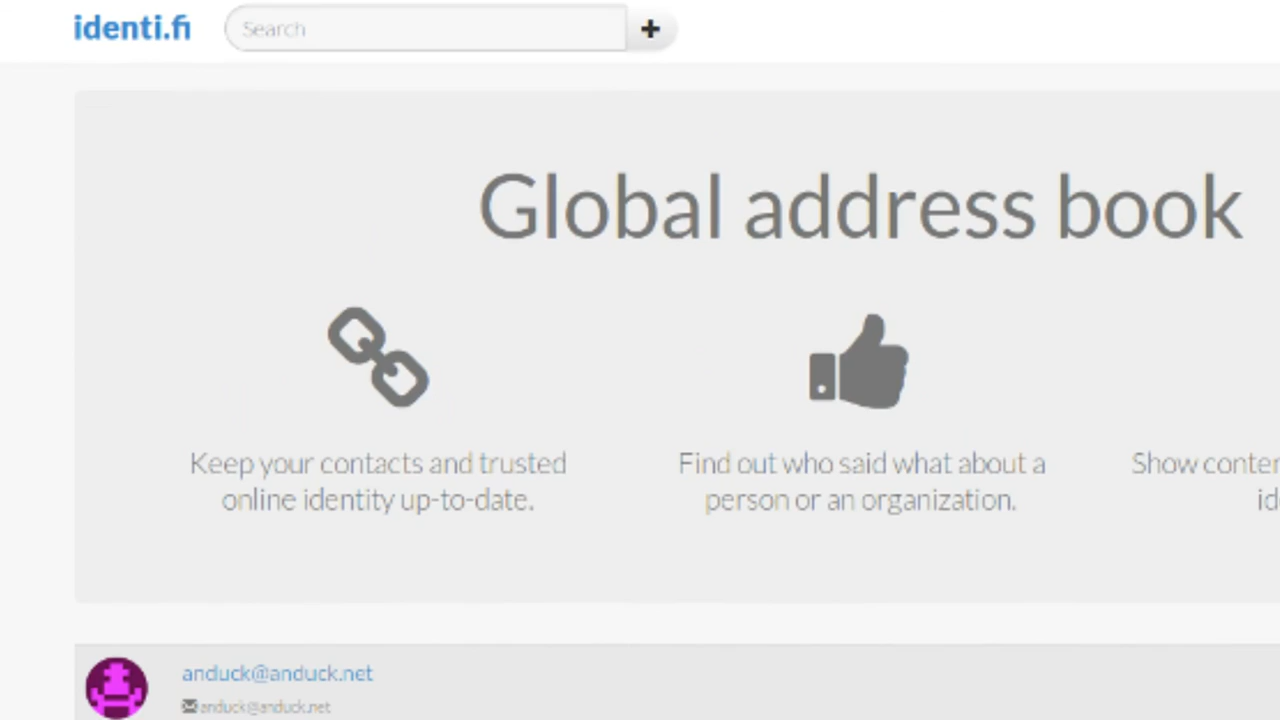 identi.fi
Search
Global address book
Keep your contacts and trusted
online identity up-to-date.
Find out who said what about a
person or an organization.
Show
anduck@anduck.net
anduck@anduck.net